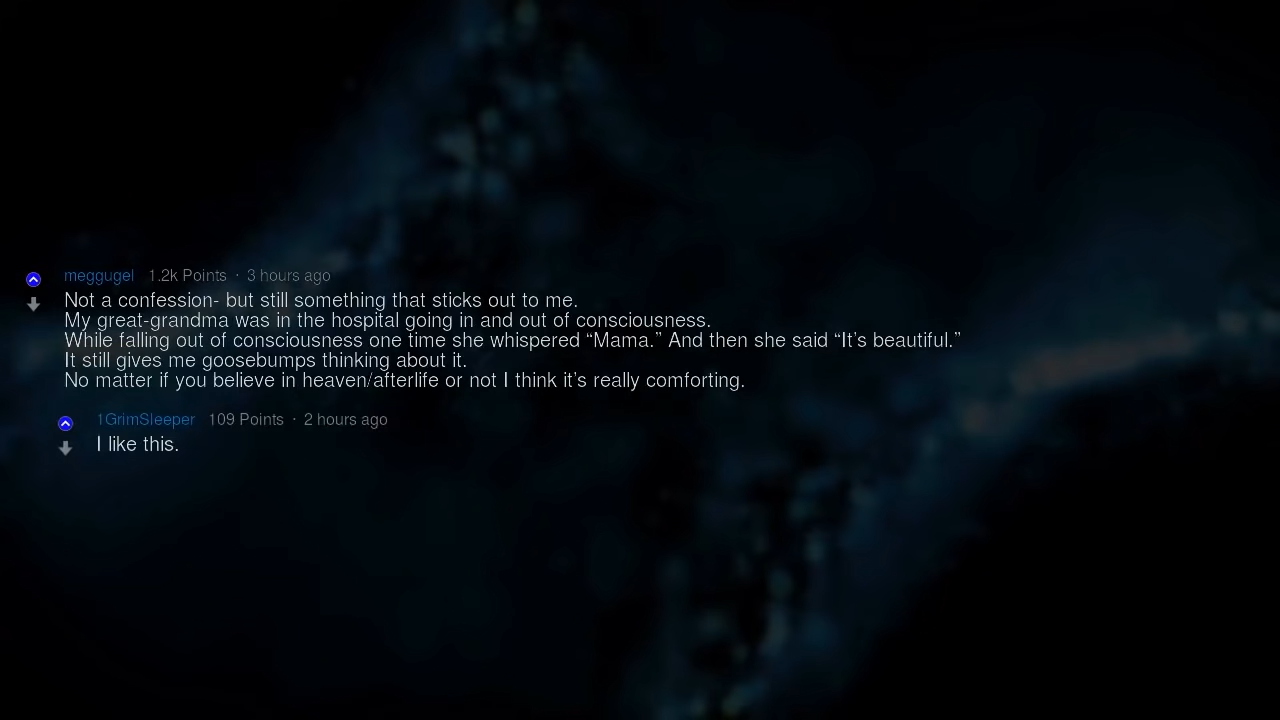 meggugel 1.2k Points · 3 hours ago
Not a confession- but still something that sticks out to me.
My great-grandma was in the hospital going in and out of consciousness.
While falling out of consciousness one time she whispered “Mama.” And then she said “It’s beautiful.”
It still gives me goosebumps thinking about it.
No matter if you believe in heaven/afterlife or not I think it’s really comforting.
1GrimSleeper 109 Points · 2 hours ago
I like this.